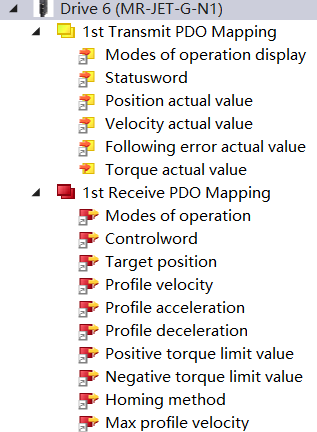 Drive 6 (MR-JET-G-N1)
1st Transmit PDO Mapping
Modes of operation display
Statusword
Position actual value
Velocity actual value
Following error actual value
Torque actual value
1st Receive PDO Mapping
Modes of operation
Controlword
Target position
Profile velocity
Profile acceleration
Profile deceleration
Positive torque limit value
Negative torque limit value
Homing method
Max profile velocity